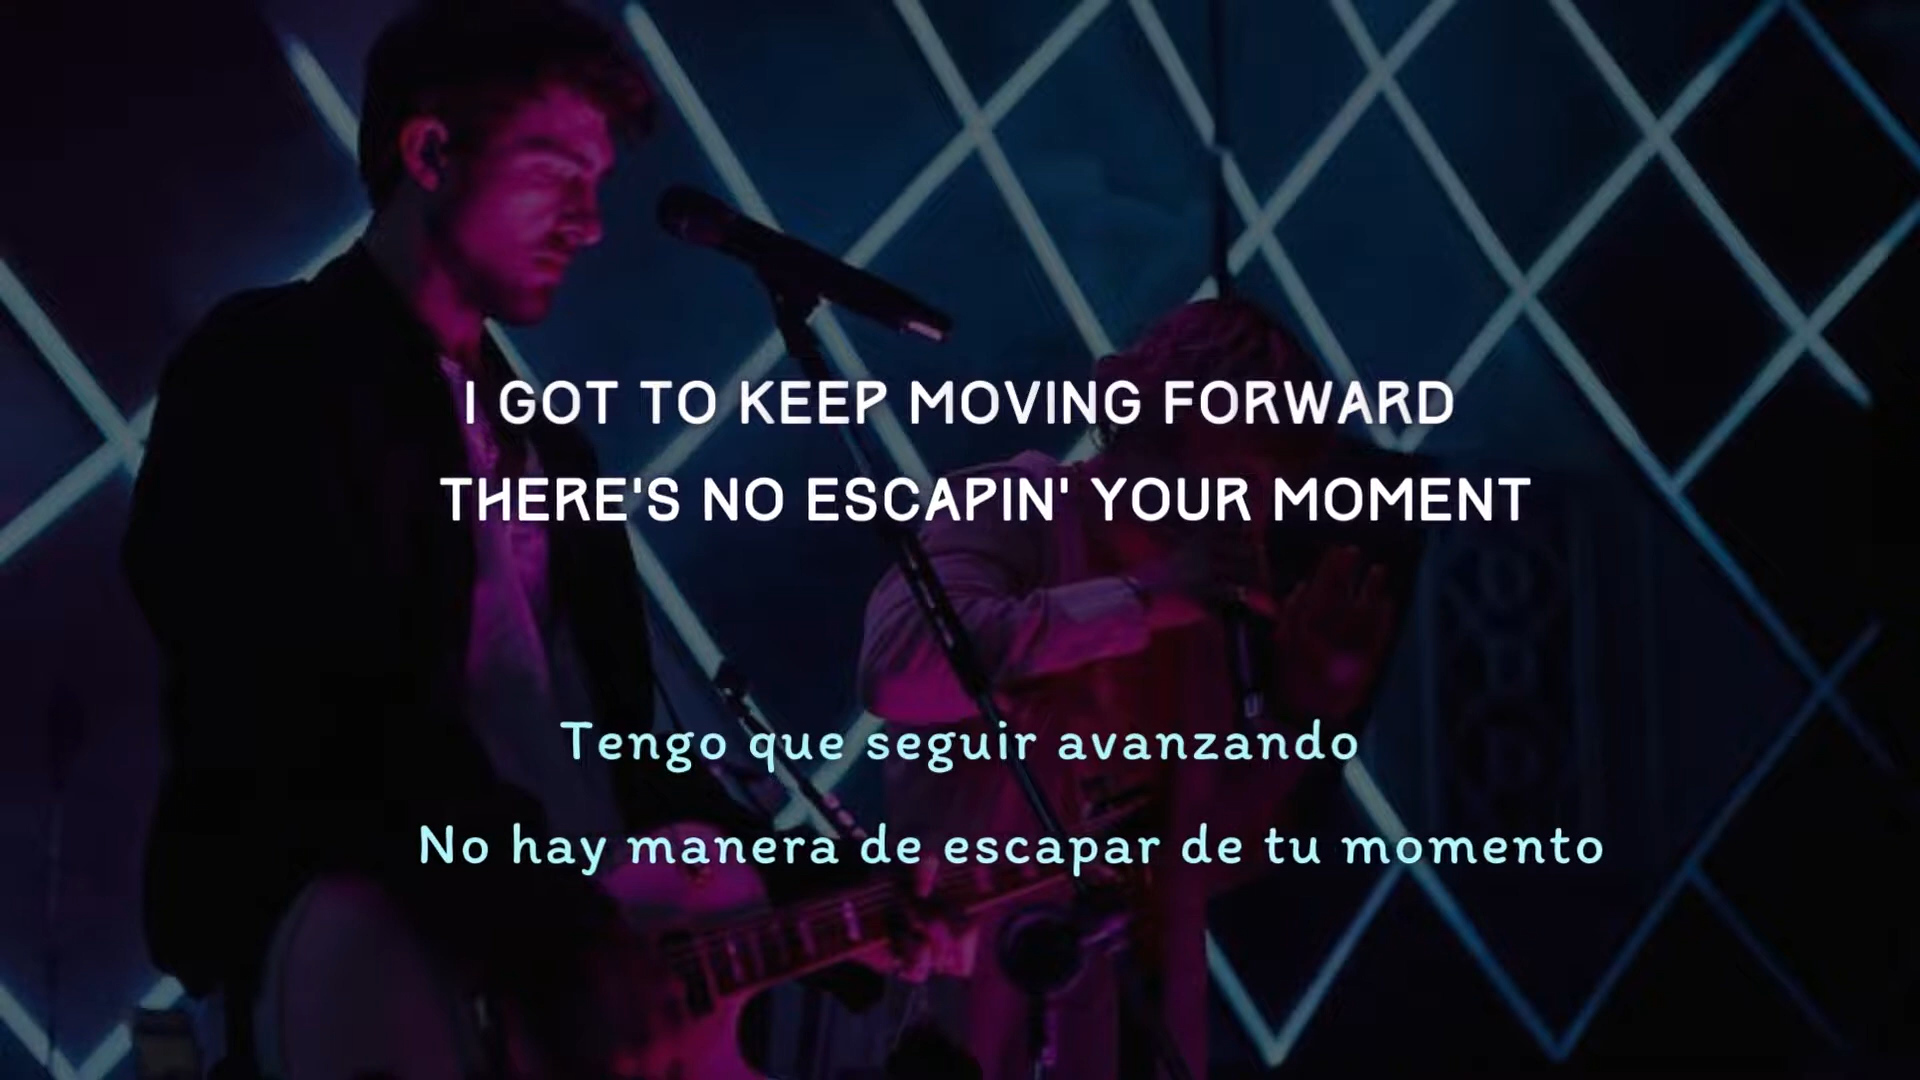 I GOT TO KEEP MOVING FORWARD
THERE'S NO ESCAPIN' YOUR MOMENT
Tengo que seguir avanzando
No hay manera de escapar de tu momento